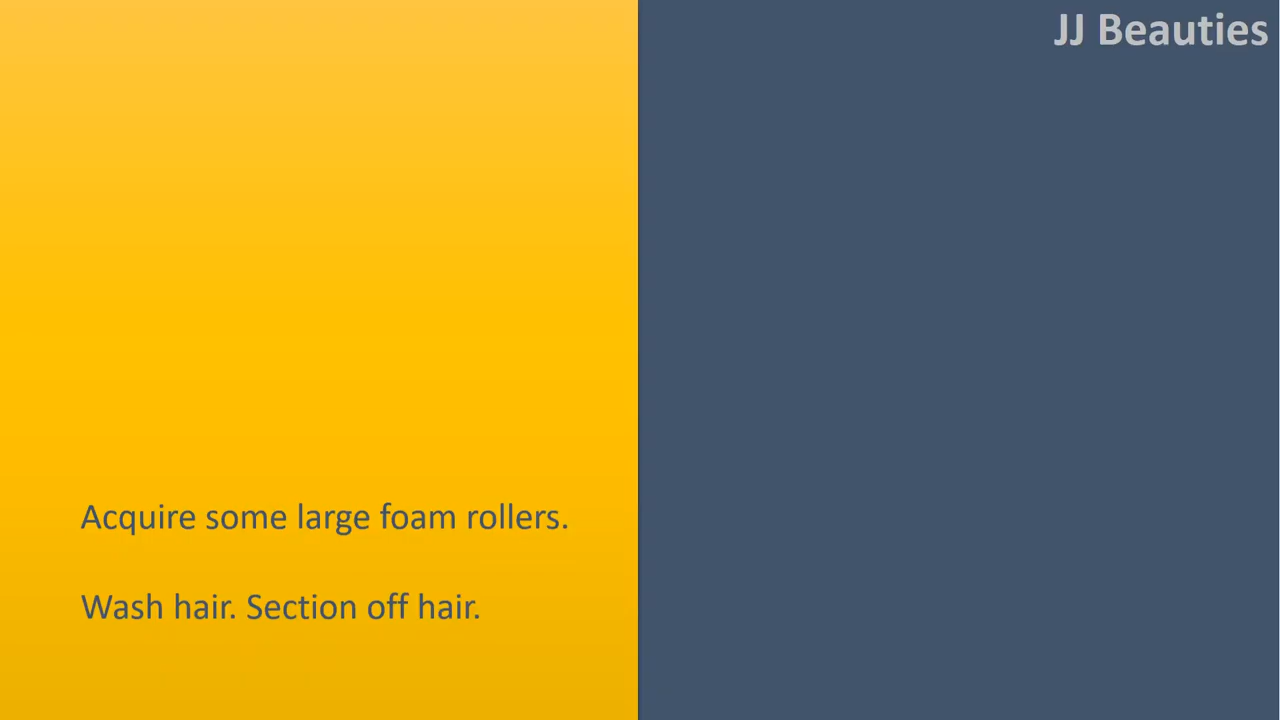 JJ Beauties
Acquire some large foam rollers.
Wash hair. Section off hair.